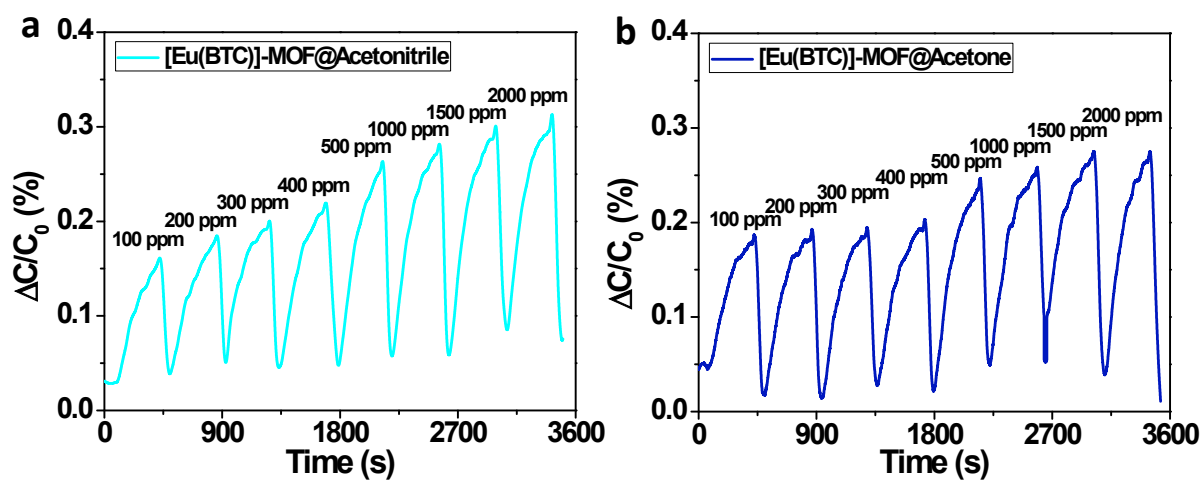 a
[Eu(BTC)]-MOF@Acetonitrile
0.4
0.3
0.2
0.1
0.0
ΔC/C0 (%)
100 ppm
200 ppm
300 ppm
400 ppm
500 ppm
1000 ppm
1500 ppm
2000 ppm
0
900
1800
2700
3600
Time (s)
b
[Eu(BTC)]-MOF@Acetone
0.4
0.3
0.2
0.1
0.0
ΔC/C0 (%)
100 ppm
200 ppm
300 ppm
400 ppm
500 ppm
1000 ppm
1500 ppm
2000 ppm
0
900
1800
2700
3600
Time (s)